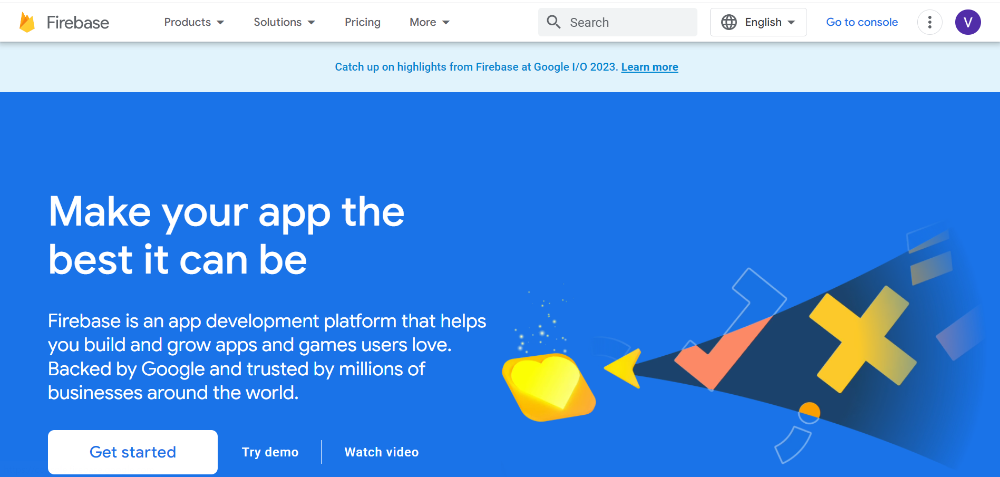 Firebase
Products
Solutions
Pricing
More
Search
English
Go to console
V
Catch up on highlights from Firebase at Google I/O 2023. Learn more
Make your app the
best it can be
Firebase is an app development platform that helps
you build and grow apps and games users love.
Backed by Google and trusted by millions of
businesses around the world.
Get started
Try demo
Watch video